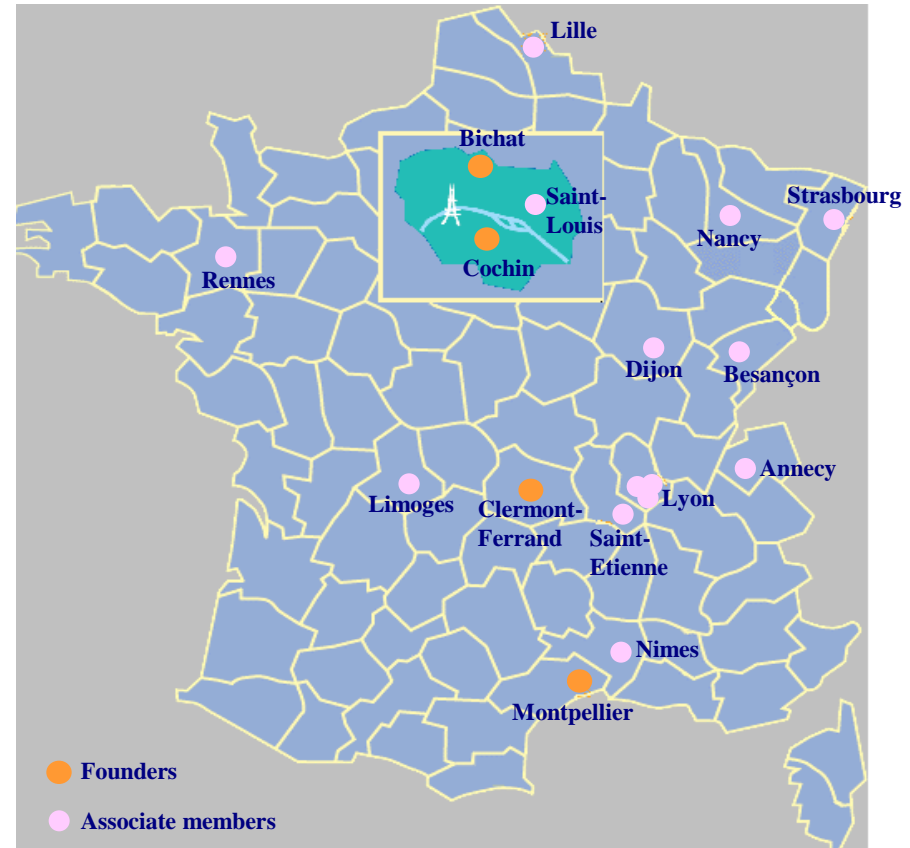 Lille
Bichat
Saint-
Louis
Strasbourg
Nancy
Cochin
Rennes
Dijon
Besançon
Annecy
Limoges
Clermont-
Ferrand
Lyon
Saint-
Etienne
Nimes
Montpellier
Founders
Associate members